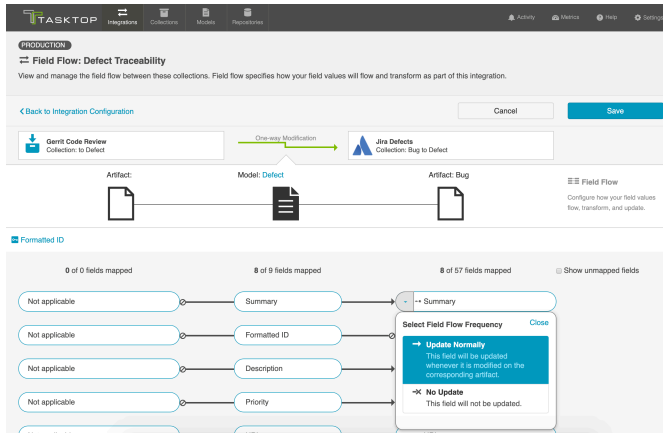 TASKTOP
Integrations
Collections
Models
Repositories
Activity
Metrics
Help
Settings
PRODUCTION
Field Flow: Defect Traceability
View and manage the field flow between these collections. Field flow specifies how your field values will flow and transform as part of this integration.
Back to Integration Configuration
Cancel
Save
Gerrit Code Review
Collection: to Defect
One-way Modification
Jira Defects
Collection: Bug to Defect
Artifact:
Model: Defect
Artifact: Bug
Field Flow
Configure how your field values
flow, transform, and update.
Formatted ID
0 of 0 fields mapped
8 of 9 fields mapped
8 of 57 fields mapped
Show unmapped fields
Not applicable
Summary
Summary
Not applicable
Formatted ID
Select Field Flow Frequency
Close
Update Normally
This field will be updated
whenever it is modified on the
corresponding artifact.
Not applicable
Description
No Update
This field will not be updated.
Not applicable
Priority